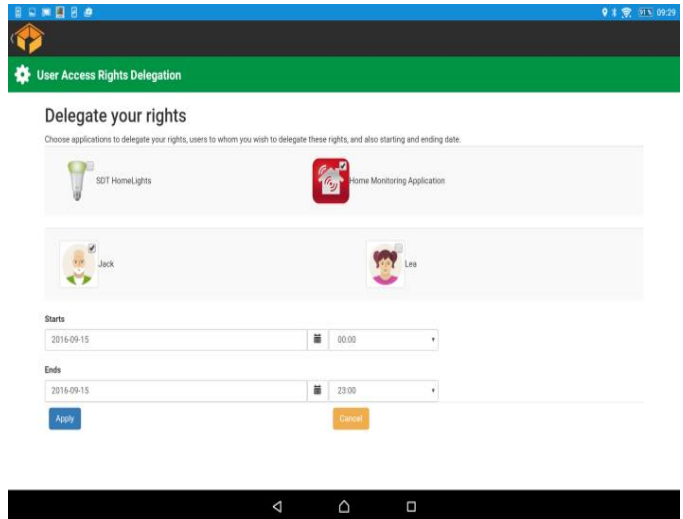 91% 09:29
User Access Rights Delegation
Delegate your rights
Choose applications to delegate your rights, users to whom you wish to delegate these rights, and also starting and ending date.
SDT HomeLights
Home Monitoring Application
Jack
Lea
Starts
2016-09-15
00:00
Ends
2016-09-15
23:00
Apply
Cancel